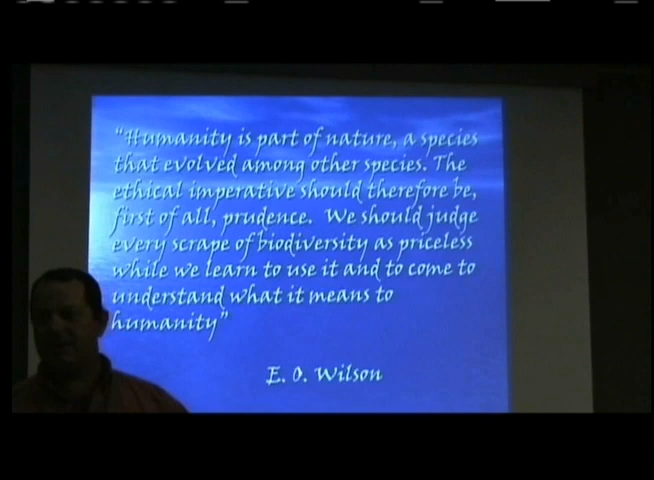 "Humanity is part of nature, a species
that evolved among other species. The
ethical imperative should therefore be,
first of all, prudence. We should judge
every scrape of biodiversity as priceless
while we learn to use it and to come to
understand what it means to
humanity"
E. O. Wilson